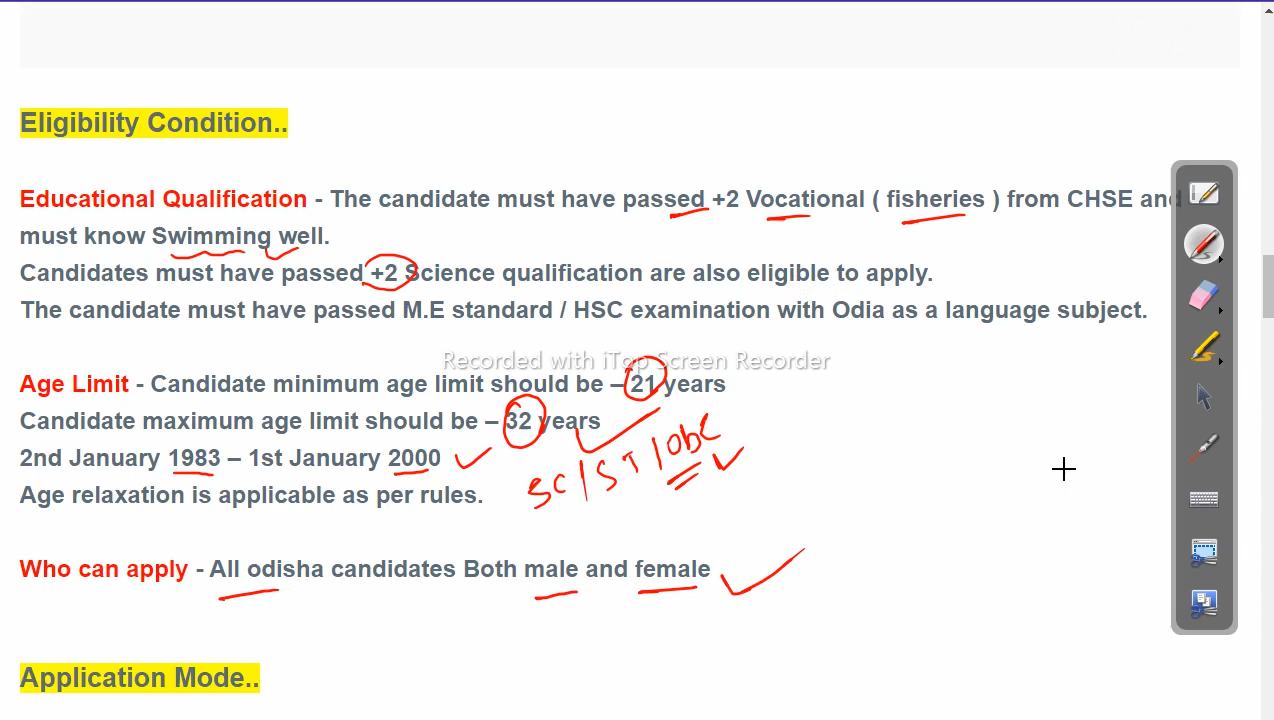 Eligibility Condition..
Educational Qualification - The candidate must have passed +2 Vocational ( fisheries ) from CHSE and
must know Swimming well.
Candidates must have passed +2 Science qualification are also eligible to apply.
The candidate must have passed M.E standard / HSC examination with Odia as a language subject.
Recorded with iTop Screen Recorder
Age Limit - Candidate minimum age limit should be – 21 years
Candidate maximum age limit should be – 32 years
2nd January 1983 – 1st January 2000
SC/ST/obc
Age relaxation is applicable as per rules.
Who can apply - All odisha candidates Both male and female
Application Mode..